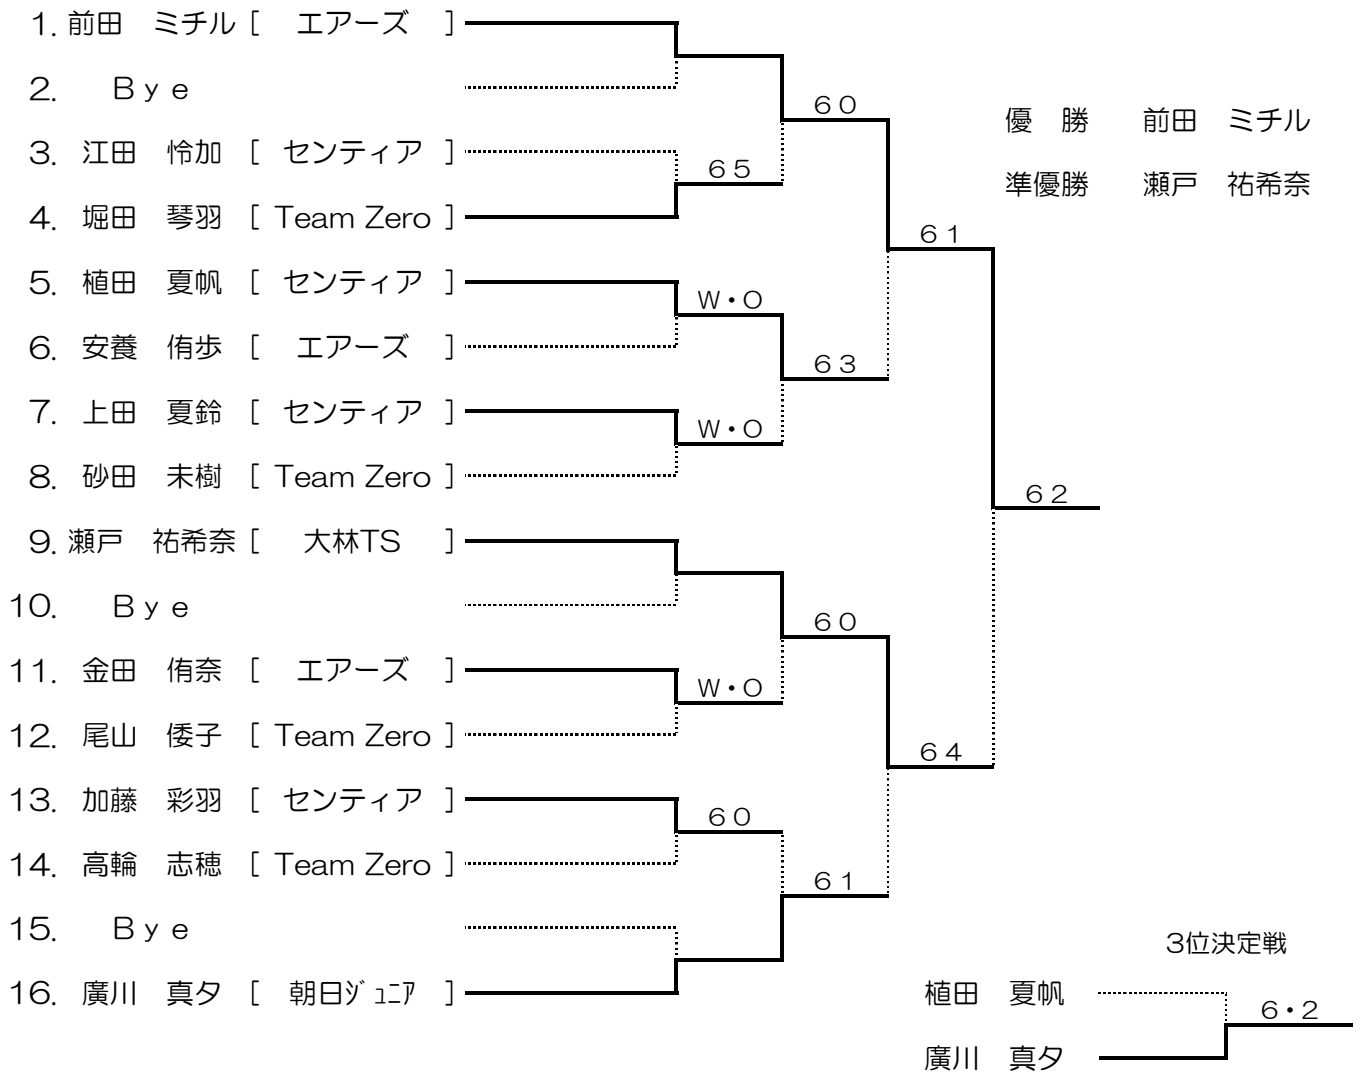 1. 前田 ミチル [ エアーズ ]
2. Bye
60
優 勝 前田 ミチル
3. 江田 怜加 [ センティア ]
65
準優勝 瀬戸 祐希奈
4. 堀田 琴羽 [ Team Zero ]
61
5. 植田 夏帆 [ センティア ]
W・O
6. 安養 侑歩 [ エアーズ ]
63
7. 上田 夏鈴 [ センティア ]
W・O
8. 砂田 未樹 [ Team Zero ]
62
9. 瀬戸 祐希奈 [ 大林TS ]
10. Bye
60
11. 金田 侑奈 [ エアーズ ]
W・O
12. 尾山 倭子 [ Team Zero ]
64
13. 加藤 彩羽 [ センティア ]
60
14. 高輪 志穂 [ Team Zero ]
61
15. Bye
3位決定戦
16. 廣川 真夕 [ 朝日ジュニア ]
植田 夏帆
6・2
廣川 真夕